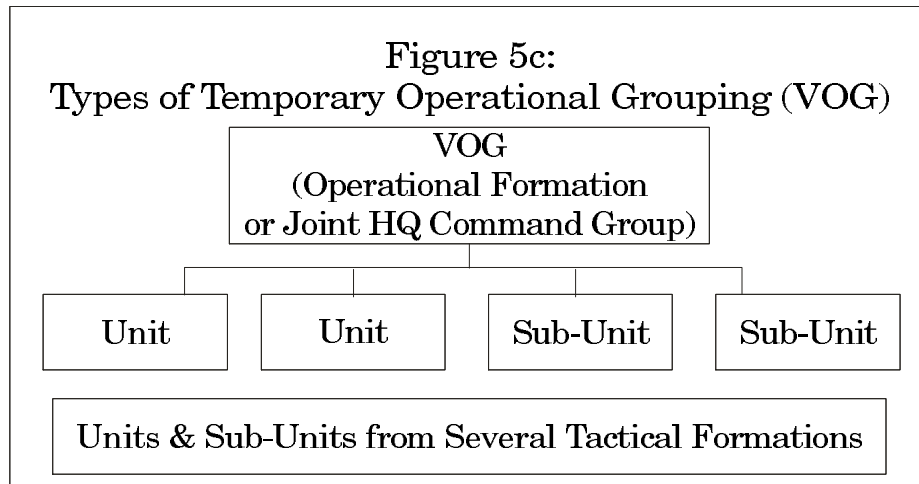 Figure 5c:
Types of Temporary Operational Grouping (VOG)
VOG
(Operational Formation
or Joint HQ Command Group)
Unit
Unit
Sub-Unit
Sub-Unit
Units & Sub-Units from Several Tactical Formations